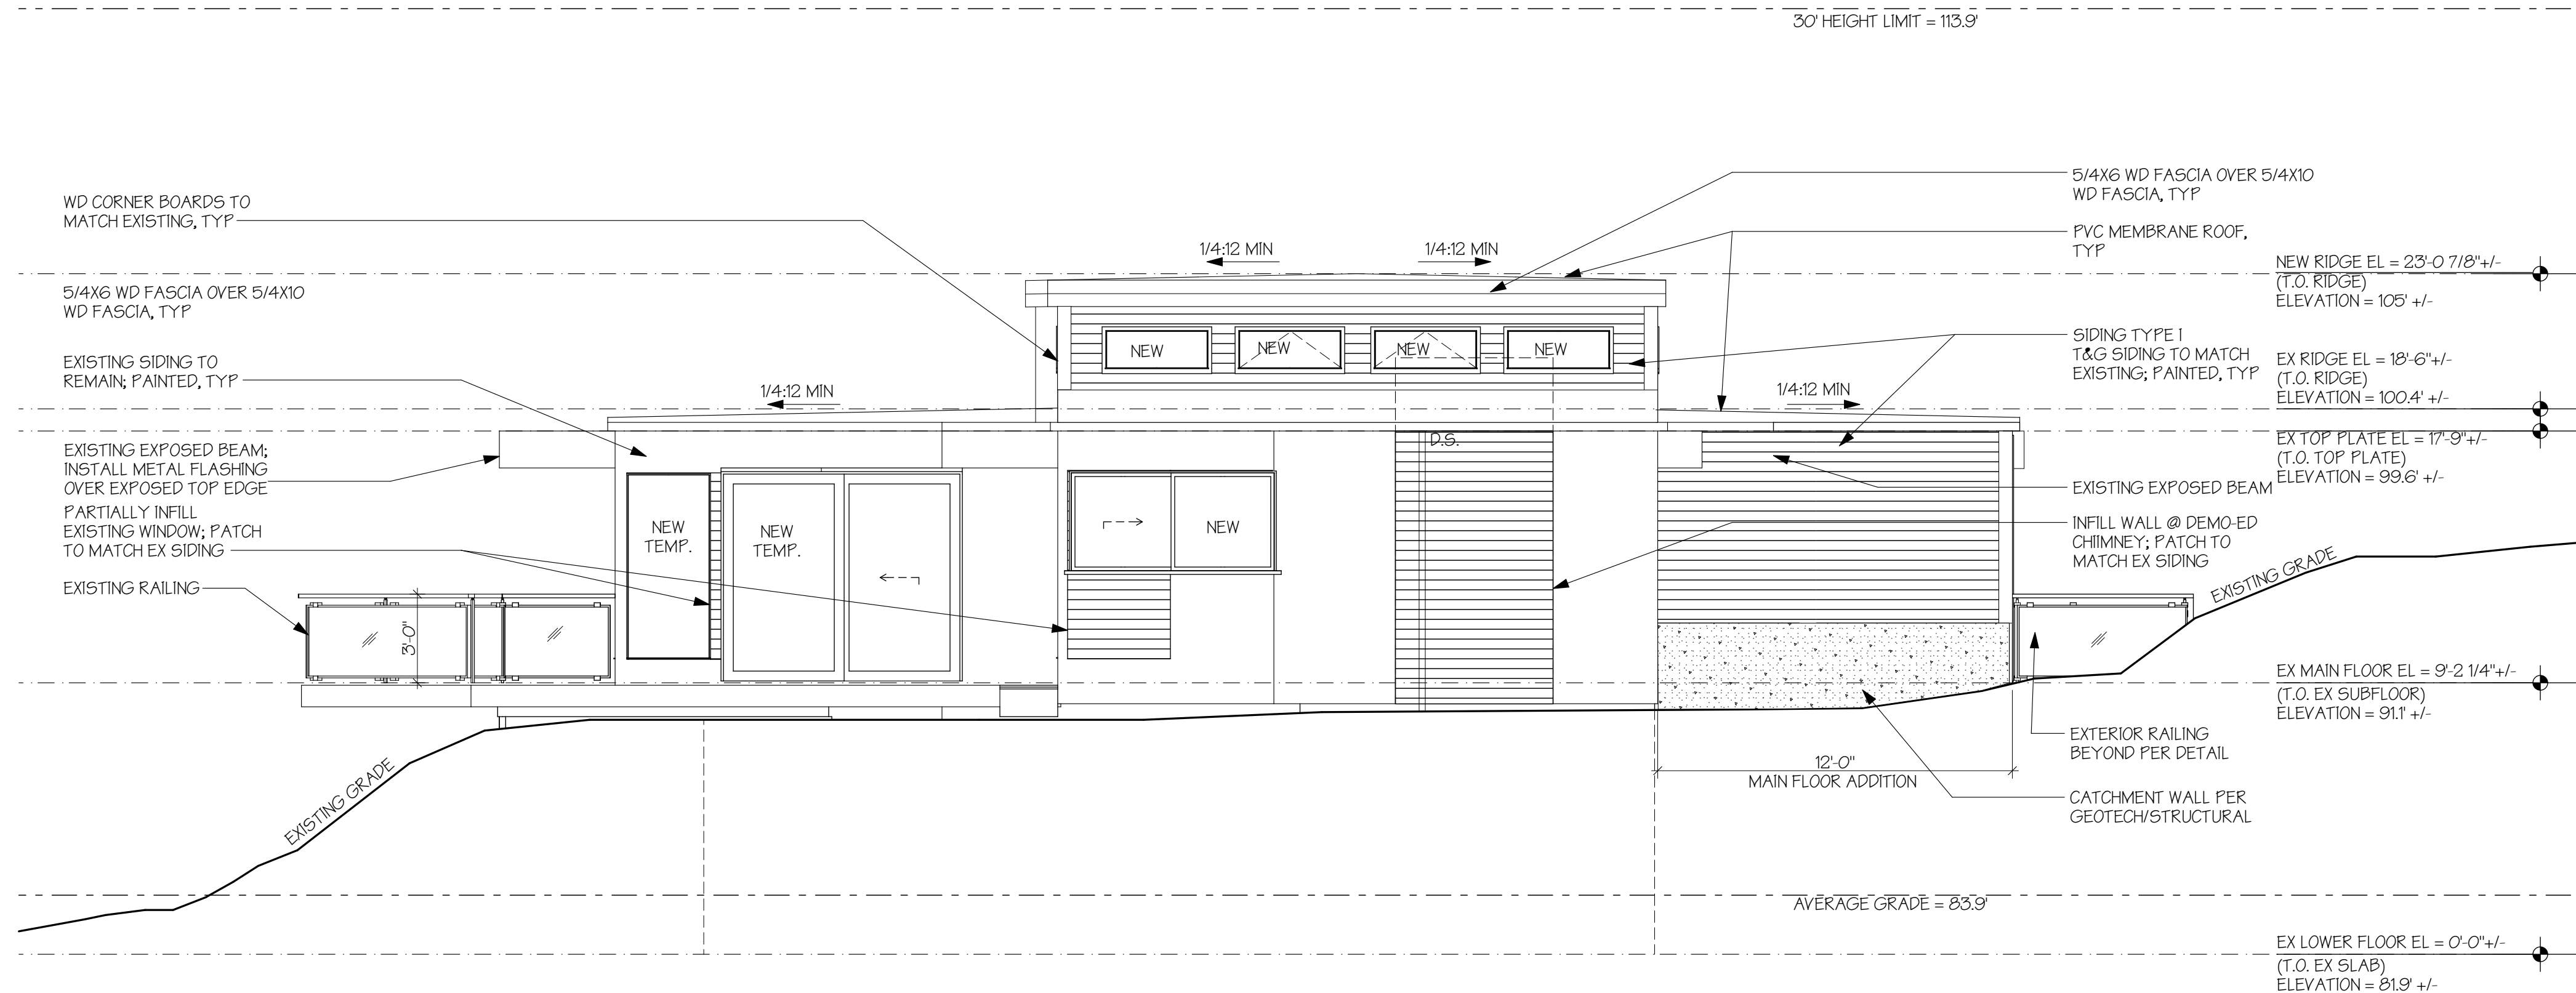 30' HEIGHT LIMIT = 113.9'
WD CORNER BOARDS TO
MATCH EXISTING, TYP
5/4X6 WD FASCIA OVER 5/4X10
WD FASCIA, TYP
EXISTING SIDING TO
REMAIN; PAINTED, TYP
EXISTING EXPOSED BEAM;
INSTALL METAL FLASHING
OVER EXPOSED TOP EDGE
PARTIALLY INFILL
EXISTING WINDOW; PATCH
TO MATCH EX SIDING
EXISTING RAILING
3'-0"
EXISTING GRADE
1/4:12 MIN
1/4:12 MIN
1/4:12 MIN
1/4:12 MIN
NEW
NEW
NEW
NEW
D.S.
NEW
TEMP.
NEW
TEMP.
NEW
12'-0"
MAIN FLOOR ADDITION
5/4X6 WD FASCIA OVER 5/4X10
WD FASCIA, TYP
PVC MEMBRANE ROOF,
TYP
SIDING TYPE 1
T&G SIDING TO MATCH
EXISTING; PAINTED, TYP
EXISTING EXPOSED BEAM
INFILL WALL @ DEMO-ED
CHIIMNEY; PATCH TO
MATCH EX SIDING
EXISTING GRADE
EXTERIOR RAILING
BEYOND PER DETAIL
CATCHMENT WALL PER
GEOTECH/STRUCTURAL
NEW RIDGE EL = 23'-0 7/8"+/-
(T.O. RIDGE)
ELEVATION = 105' +/-
EX RIDGE EL = 18'-6"+/-
(T.O. RIDGE)
ELEVATION = 100.4' +/-
EX TOP PLATE EL = 17'-9"+/-
(T.O. TOP PLATE)
ELEVATION = 99.6' +/-
EX MAIN FLOOR EL = 9'-2 1/4"+/-
(T.O. EX SUBFLOOR)
ELEVATION = 91.1' +/-
AVERAGE GRADE = 83.9'
EX LOWER FLOOR EL = 0'-0"+/-
(T.O. EX SLAB)
ELEVATION = 81.9' +/-